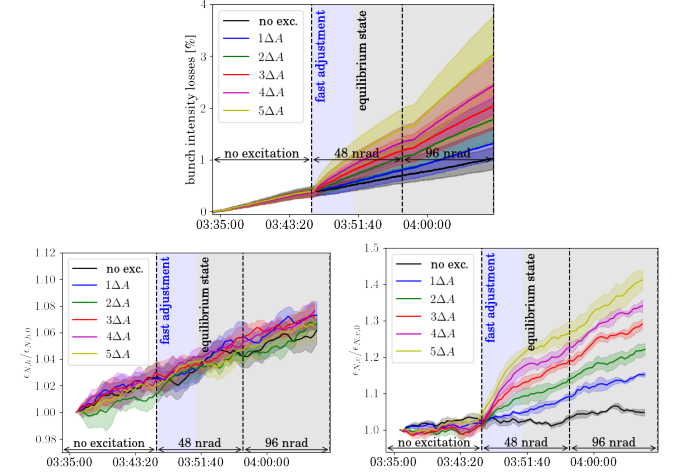 4
3
2
1
0
bunch intensity losses [%]
no exc.
1ΔA
2ΔA
3ΔA
4ΔA
5ΔA
fast adjustment
equilibrium state
no excitation
48 nrad
96 nrad
03:35:00
03:43:20
03:51:40
04:00:00
1.12
1.10
1.08
1.06
1.04
1.02
1.00
0.98
ϵN,h/ϵN,h,0
no exc.
1ΔA
2ΔA
3ΔA
4ΔA
5ΔA
fast adjustment
equilibrium state
no excitation
48 nrad
96 nrad
03:35:00
03:43:20
03:51:40
04:00:00
1.5
1.4
1.3
1.2
1.1
1.0
ϵN,v/ϵN,v,0
no exc.
1ΔA
2ΔA
3ΔA
4ΔA
5ΔA
fast adjustment
equilibrium state
no excitation
48 nrad
96 nrad
03:35:00
03:43:20
03:51:40
04:00:00